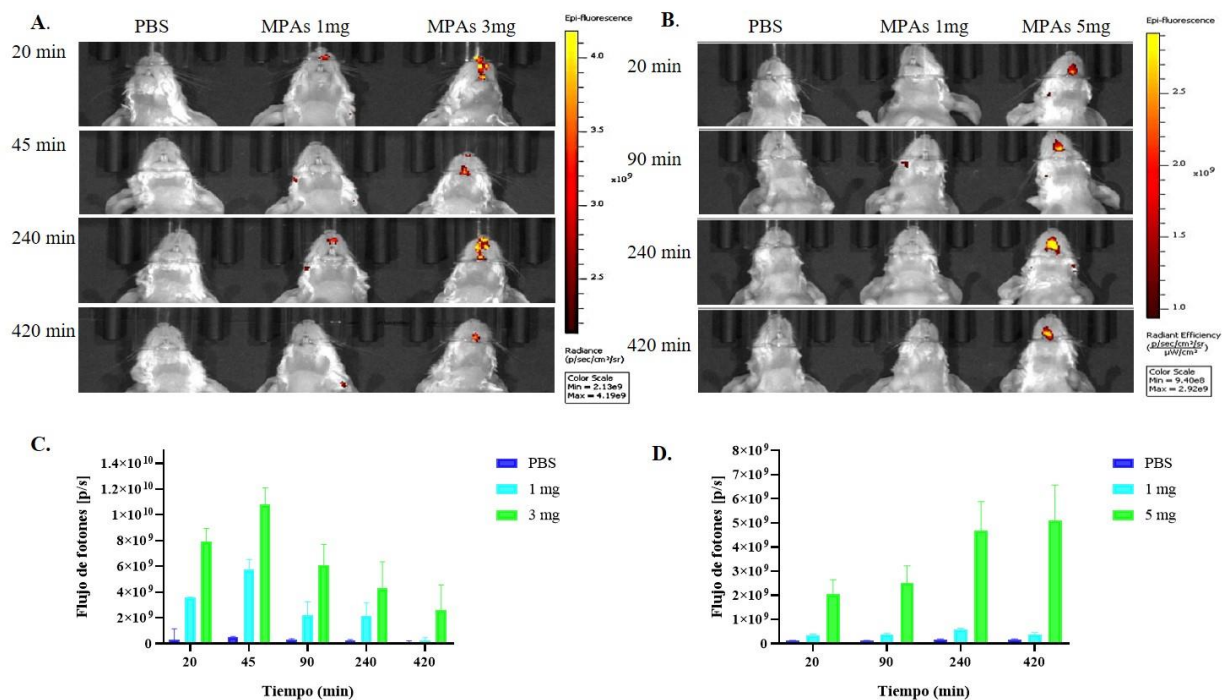 A.
PBS MPAs 1mg MPAs 3mg
20 min
45 min
240 min
420 min
Epi-fluorescence
4.0
3.5
x10⁹
3.0
2.5
Radiance
(p/sec/cm²/sr)
Color Scale
Min = 2.13e9
Max = 4.19e9
B.
PBS MPAs 1mg MPAs 5mg
20 min
90 min
240 min
420 min
Epi-fluorescence
2.5
2.0
x10⁹
1.5
1.0
Radiant Efficiency
(p/sec/cm²/sr
μW/cm²)
Color Scale
Min = 9.40e8
Max = 2.92e9
C.
Flujo de fotones [p/s]
1.4×10¹⁰
1.2×10¹⁰
1×10¹⁰
8×10⁹
6×10⁹
4×10⁹
2×10⁹
0
20 45 90 240 420
Tiempo (min)
PBS
1 mg
3 mg
D.
Flujo de fotones [p/s]
8×10⁹
7×10⁹
6×10⁹
5×10⁹
4×10⁹
3×10⁹
2×10⁹
1×10⁹
0
20 90 240 420
Tiempo (min)
PBS
1 mg
5 mg